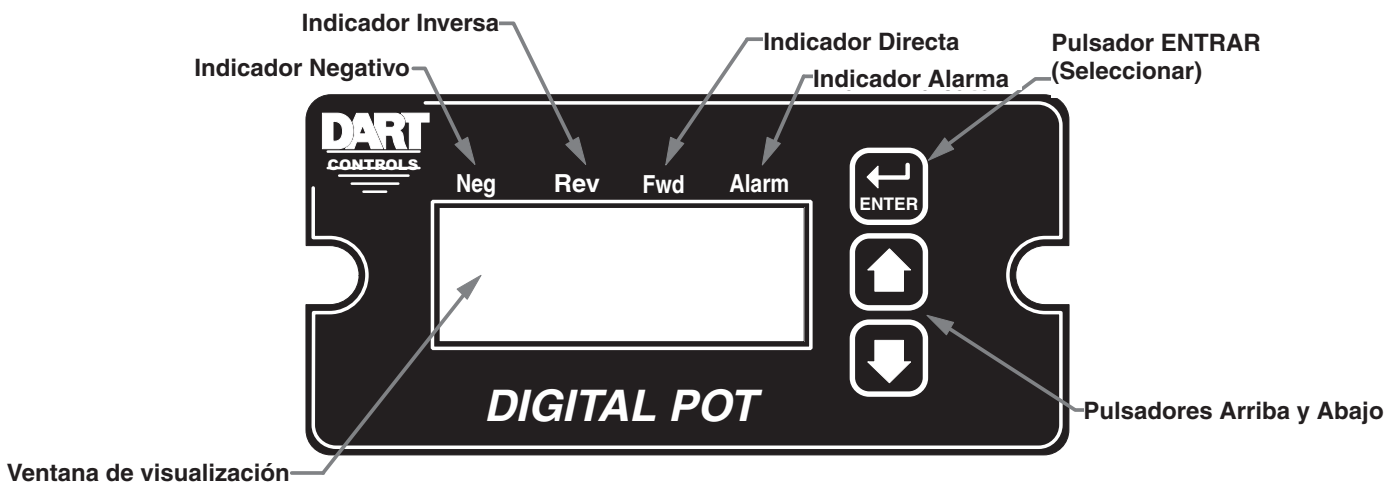 Indicador Inversa
Indicador Directa
Pulsador ENTRAR
(Seleccionar)
Indicador Negativo
Indicador Alarma
DART
CONTROLS
Neg Rev Fwd Alarm
ENTER
DIGITAL POT
Pulsadores Arriba y Abajo
Ventana de visualización